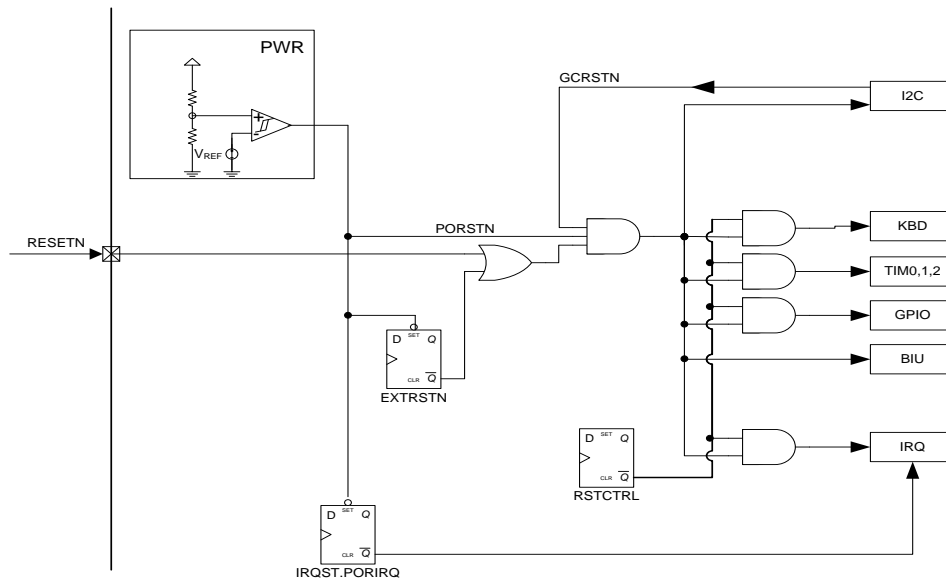 PWR
VREF
GCRSTN
I2C
RESETN
PORSTN
KBD
TIM0,1,2
GPIO
BIU
D SET Q
CLR Q
EXTRSTN
D SET Q
CLR Q
RSTCTRL
IRQ
D SET Q
CLR Q
IRQST.PORIRQ